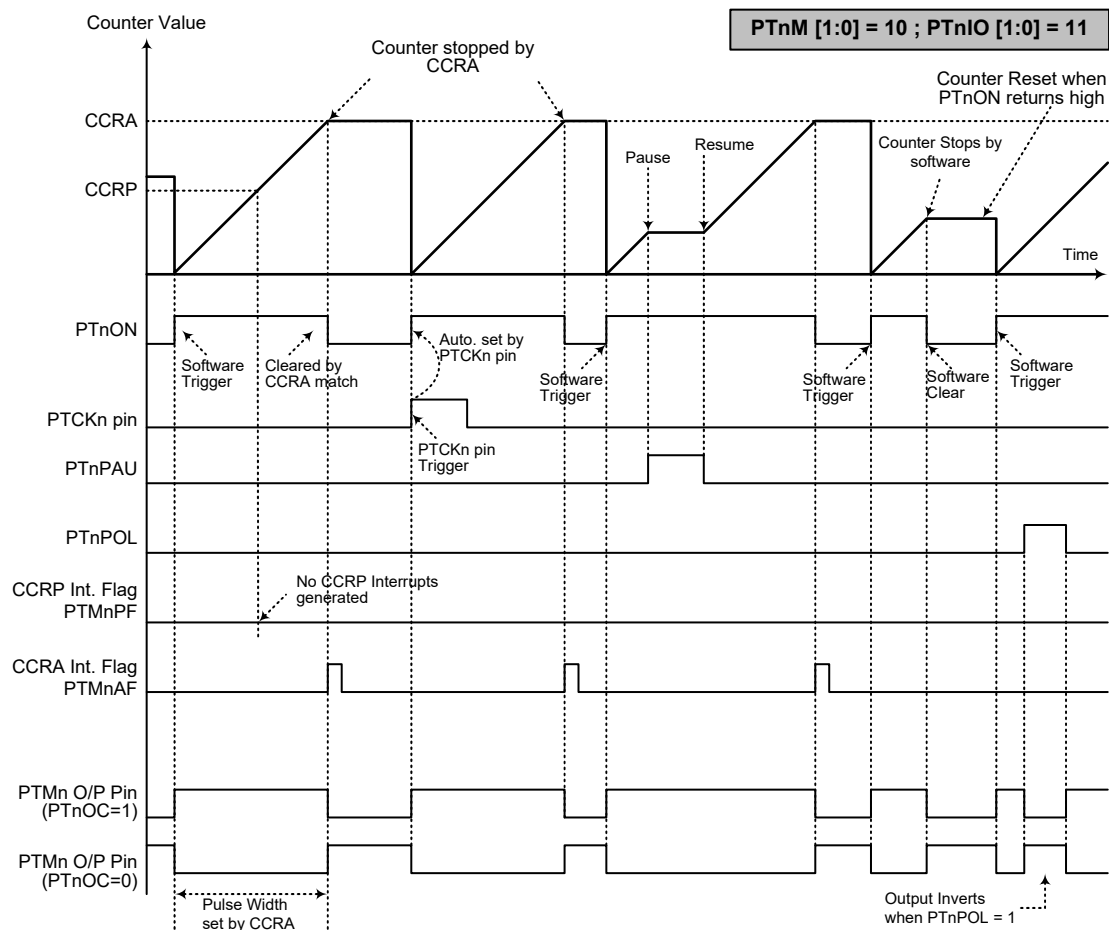 Counter Value
PTnM [1:0] = 10 ; PTnIO [1:0] = 11
Counter stopped by
CCRA
Counter Reset when
PTnON returns high
CCRA
Pause
Resume
Counter Stops by
software
CCRP
Time
PTnON
Software
Trigger
Cleared by
CCRA match
Auto. set by
PTCKn pin
Software
Trigger
Software
Trigger
Software
Clear
Software
Trigger
PTCKn pin
PTCKn pin
Trigger
PTnPAU
PTnPOL
CCRP Int. Flag
PTMnPF
No CCRP Interrupts
generated
CCRA Int. Flag
PTMnAF
PTMn O/P Pin
(PTnOC=1)
PTMn O/P Pin
(PTnOC=0)
Pulse Width
set by CCRA
Output Inverts
when PTnPOL = 1